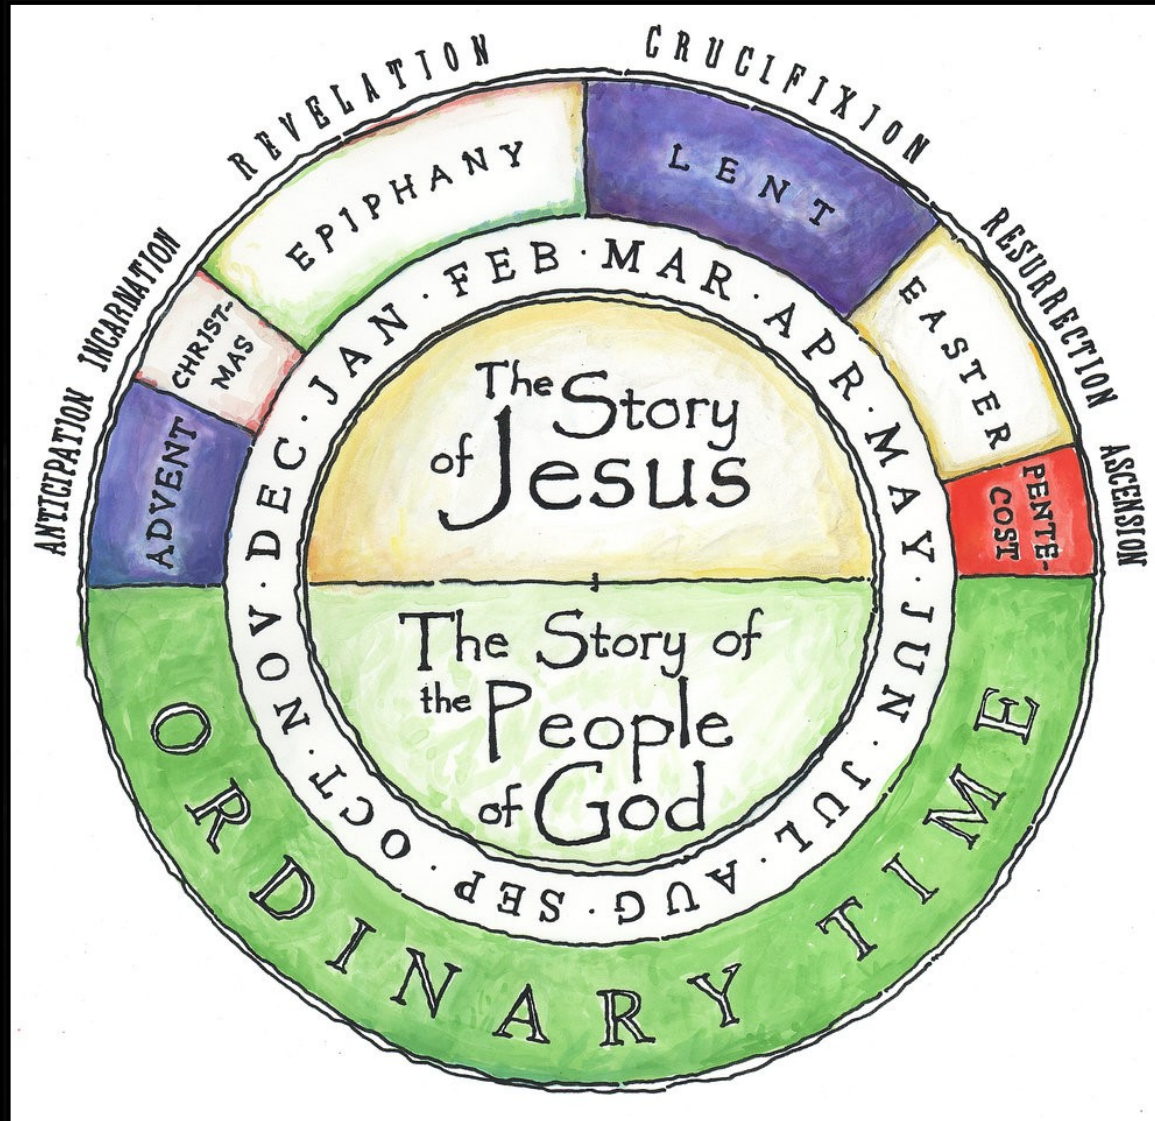 ANTICIPATION
INCARNATION
REVELATION
CRUCIFIXION
RESURRECTION
ASCENSION
ADVENT
CHRIST-
MAS
EPIPHANY
LENT
EASTER
PENTE-
COST
ORDINARY TIME
JAN · FEB · MAR · APR · MAY · JUN · JUL · AUG · SEP · OCT · NOV · DEC ·
The Story
of Jesus
The Story of
the People
of God